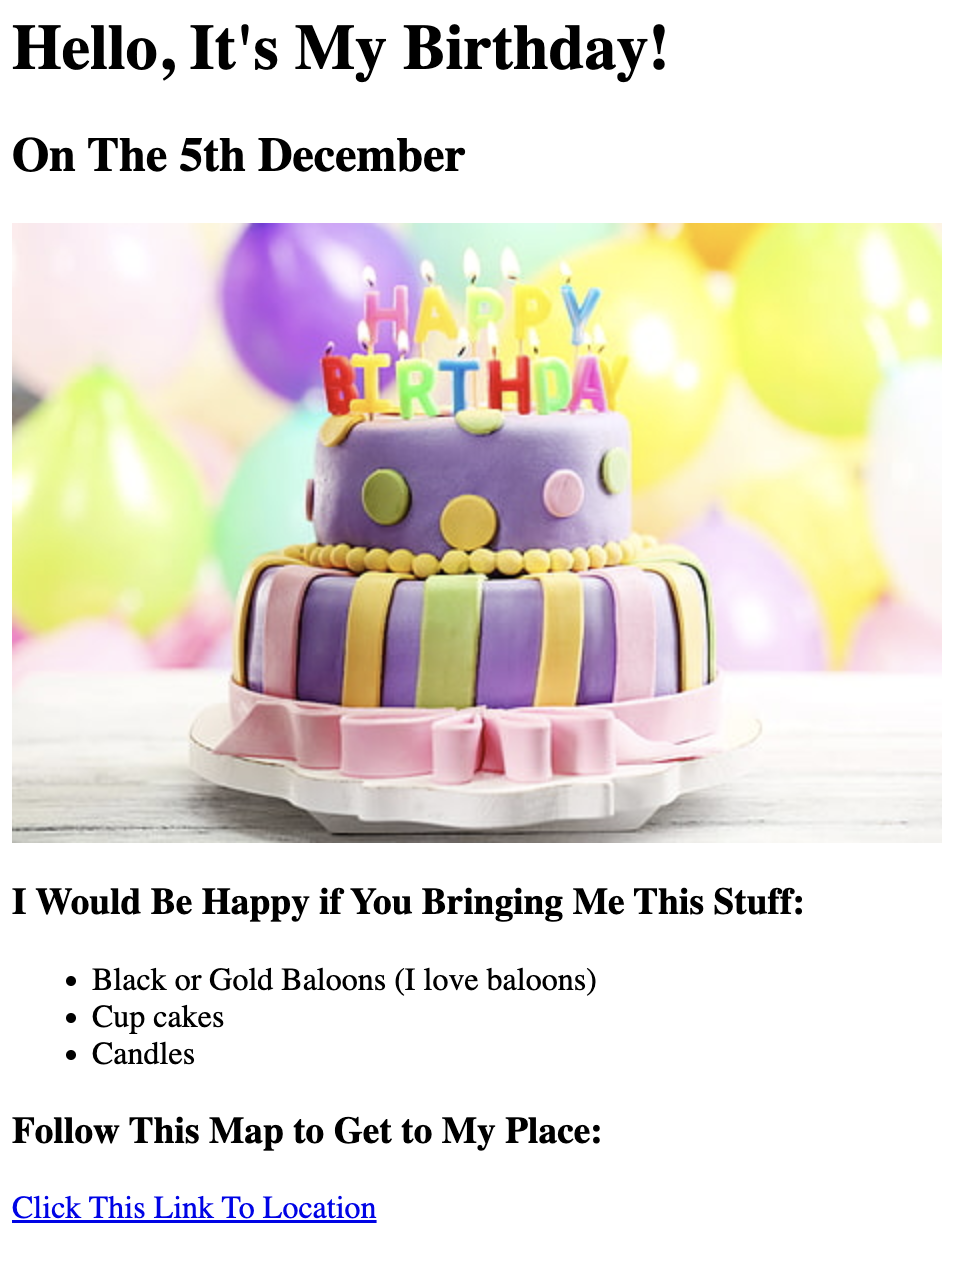 Hello, It's My Birthday!
On The 5th December
HAPPY
BIRTHDAY
I Would Be Happy if You Bringing Me This Stuff:
Black or Gold Baloons (I love baloons)
Cup cakes
Candles
Follow This Map to Get to My Place:
Click This Link To Location